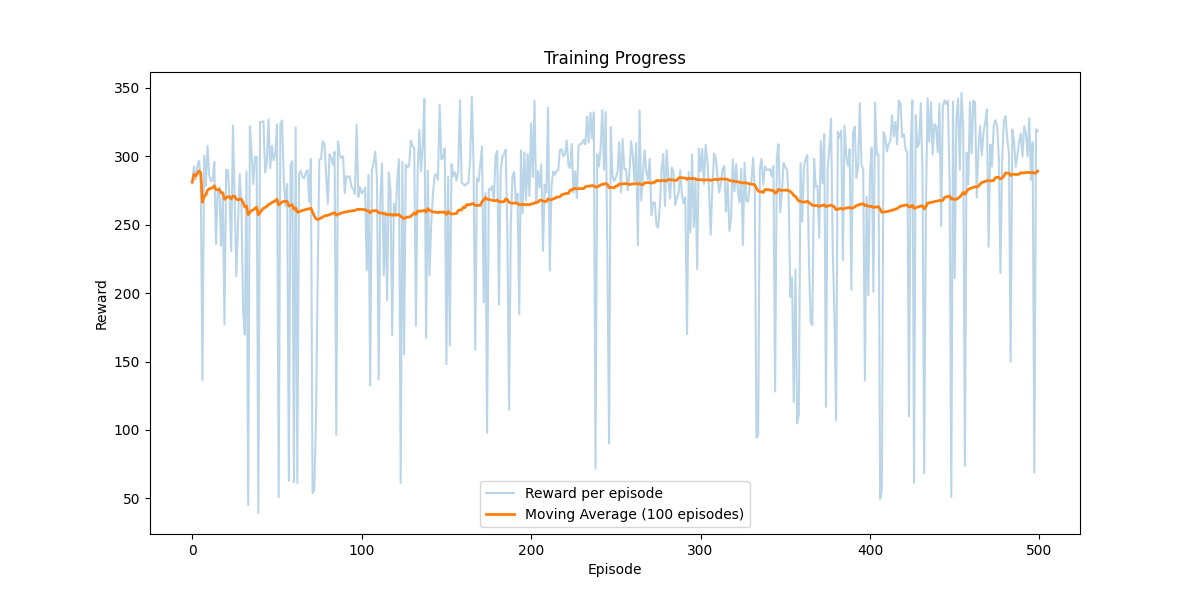 Training Progress
350
300
250
200
150
100
50
Reward
Reward per episode
Moving Average (100 episodes)
0
100
200
300
400
500
Episode